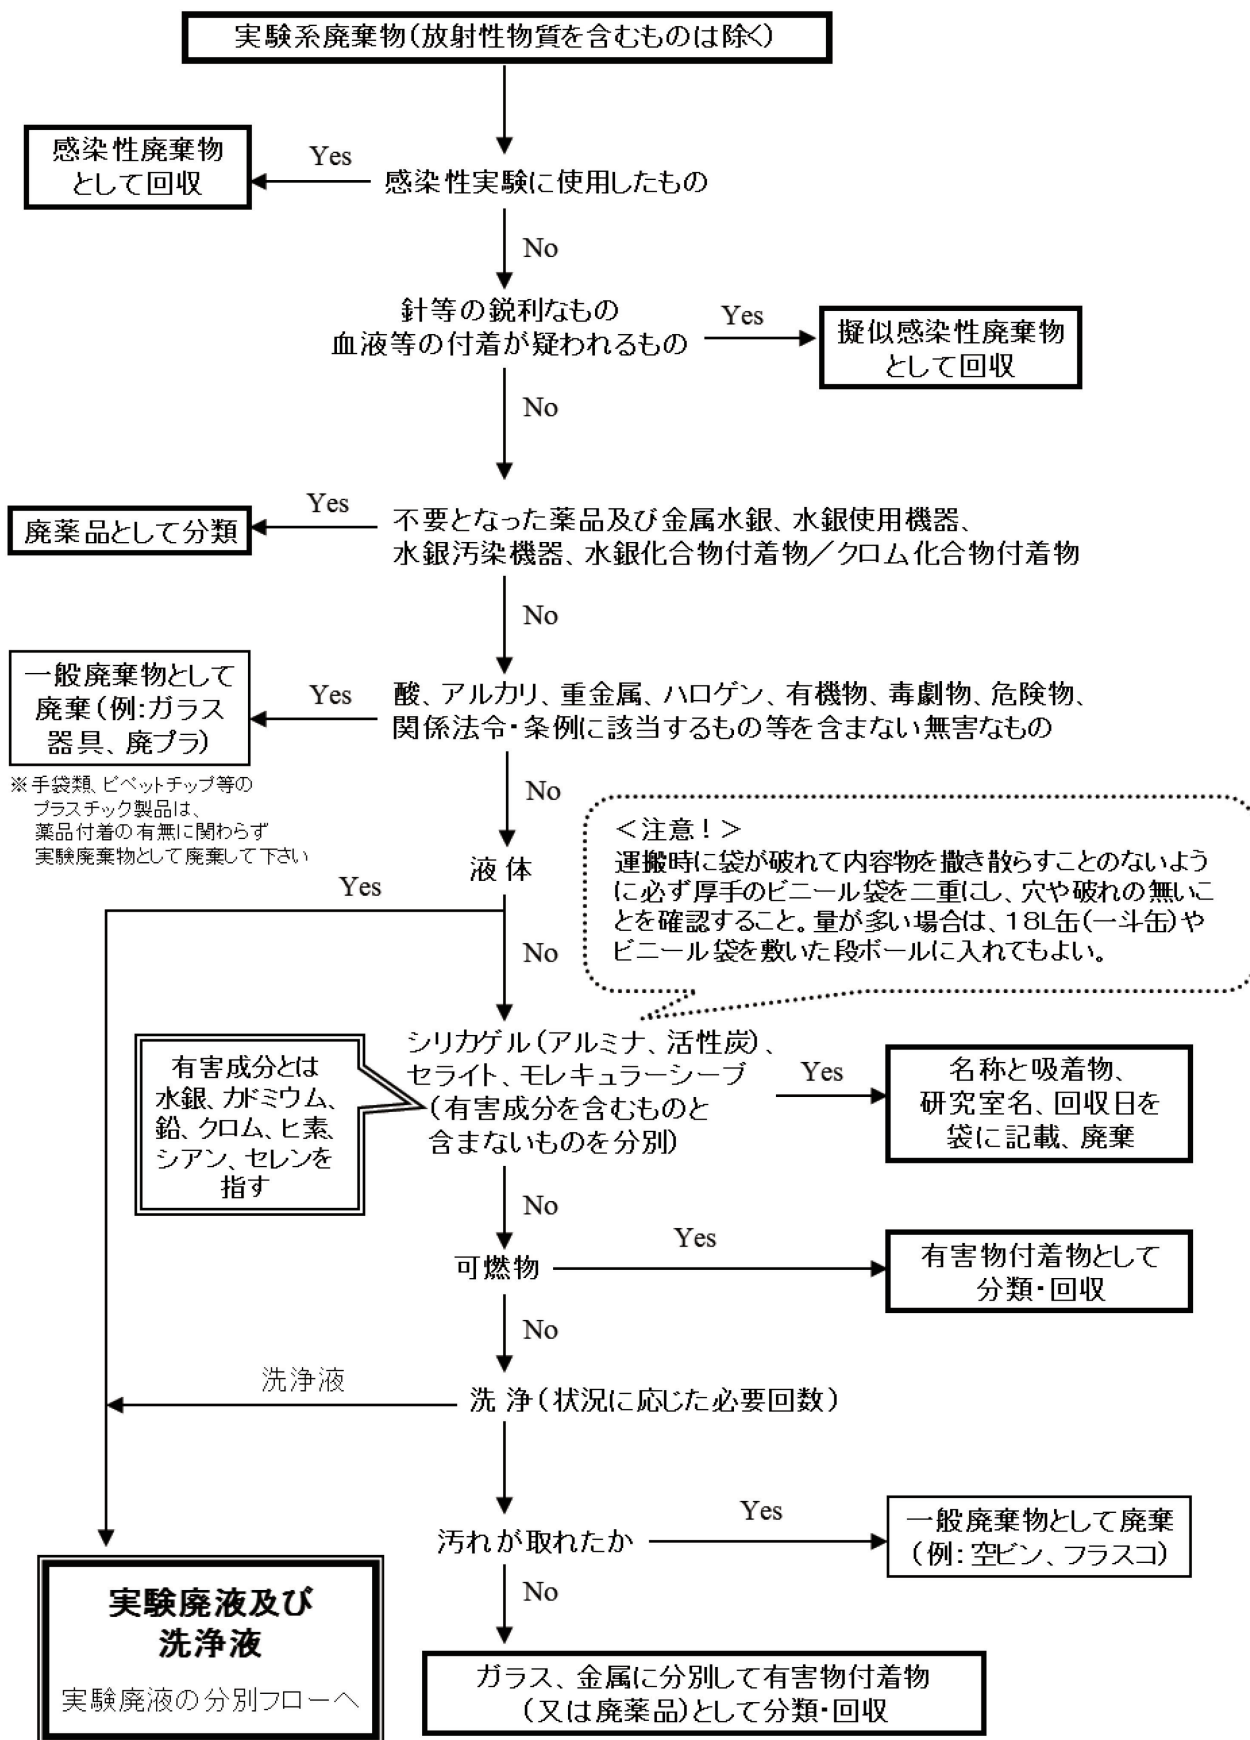 実験系廃棄物(放射性物質を含むものは除く)
感染性廃棄物
として回収
Yes
感染性実験に使用したもの
No
針等の鋭利なもの
血液等の付着が疑われるもの
Yes
擬似感染性廃棄物
として回収
No
廃薬品として分類
Yes
不要となった薬品及び金属水銀、水銀使用機器、
水銀汚染機器、水銀化合物付着物/クロム化合物付着物
No
一般廃棄物として
廃棄(例:ガラス
器具、廃プラ)
Yes
酸、アルカリ、重金属、ハロゲン、有機物、毒劇物、危険物、
関係法令・条例に該当するもの等を含まない無害なもの
※手袋類、ピペットチップ等の
プラスチック製品は、
薬品付着の有無に関わらず
実験廃棄物として廃棄して下さい
No
<注意!>
運搬時に袋が破れて内容物を撒き散らすことのないよう
に必ず厚手のビニール袋を二重にし、穴や破れの無いこ
とを確認すること。量が多い場合は、18L缶(一斗缶)や
ビニール袋を敷いた段ボールに入れてもよい。
液体
Yes
No
有害成分とは
水銀、カドミウム、
鉛、クロム、ヒ素、
シアン、セレンを
指す
シリカゲル(アルミナ、活性炭)、
セライト、モレキュラーシーブ
(有害成分を含むものと
含まないものを分別)
Yes
名称と吸着物、
研究室名、回収日を
袋に記載、廃棄
No
可燃物
Yes
有害物付着物として
分類・回収
No
洗浄液
洗浄(状況に応じた必要回数)
汚れが取れたか
Yes
一般廃棄物として廃棄
(例:空ビン、フラスコ)
No
実験廃液及び
洗浄液
実験廃液の分別フローへ
ガラス、金属に分別して有害物付着物
(又は廃薬品)として分類・回収